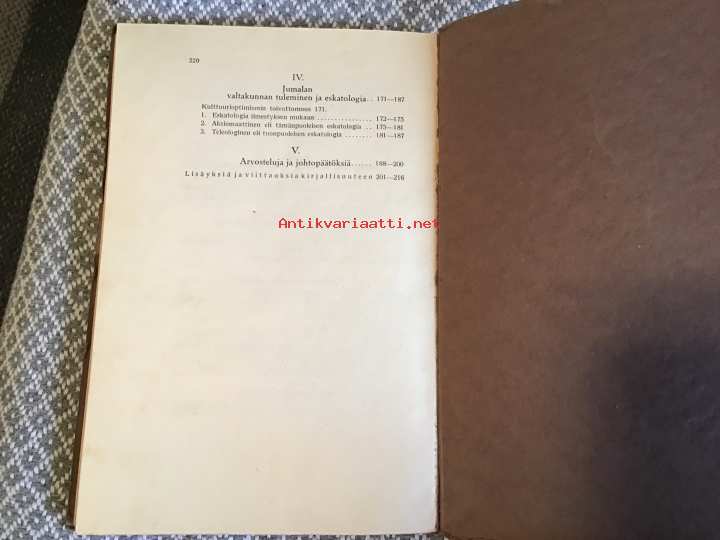 220
IV.
Jumalan
valtakunnan tuleminen ja eskatologia .. 171—187
Kulttuurioptimismin toivottomuus 171.
1. Eskatologia ilmestyksen mukaan ................ 172—175
2. Aksiomaattinen eli tämänpuoleinen eskatologia .. 175—181
3. Teleologinen eli tuonpuoleinen eskatologia ........ 181—187
V.
Arvosteluja ja johtopäätöksiä ...... 188—200
Lisäyksiä ja viittauksia kirjallisuuteen 201—216
Antikvariaatti.net